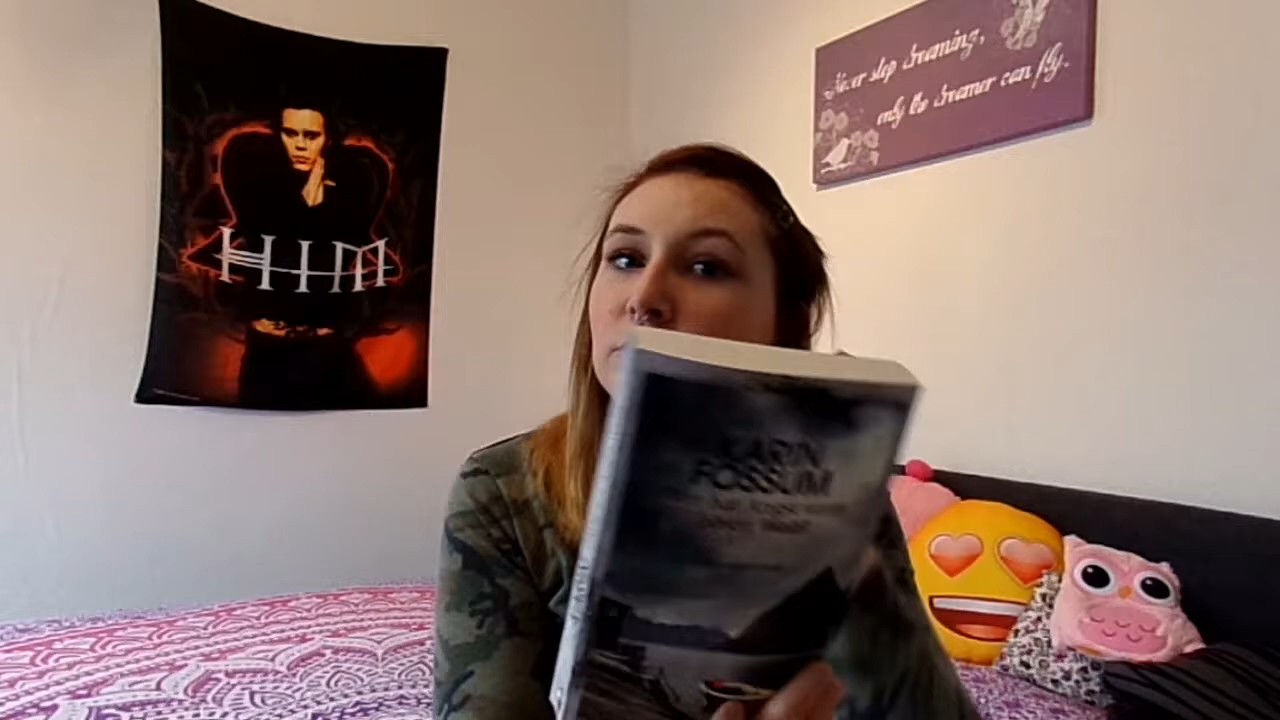 HIM
Never stop dreaming,
only the dreamer can fly.
KARIN
FOSSUM